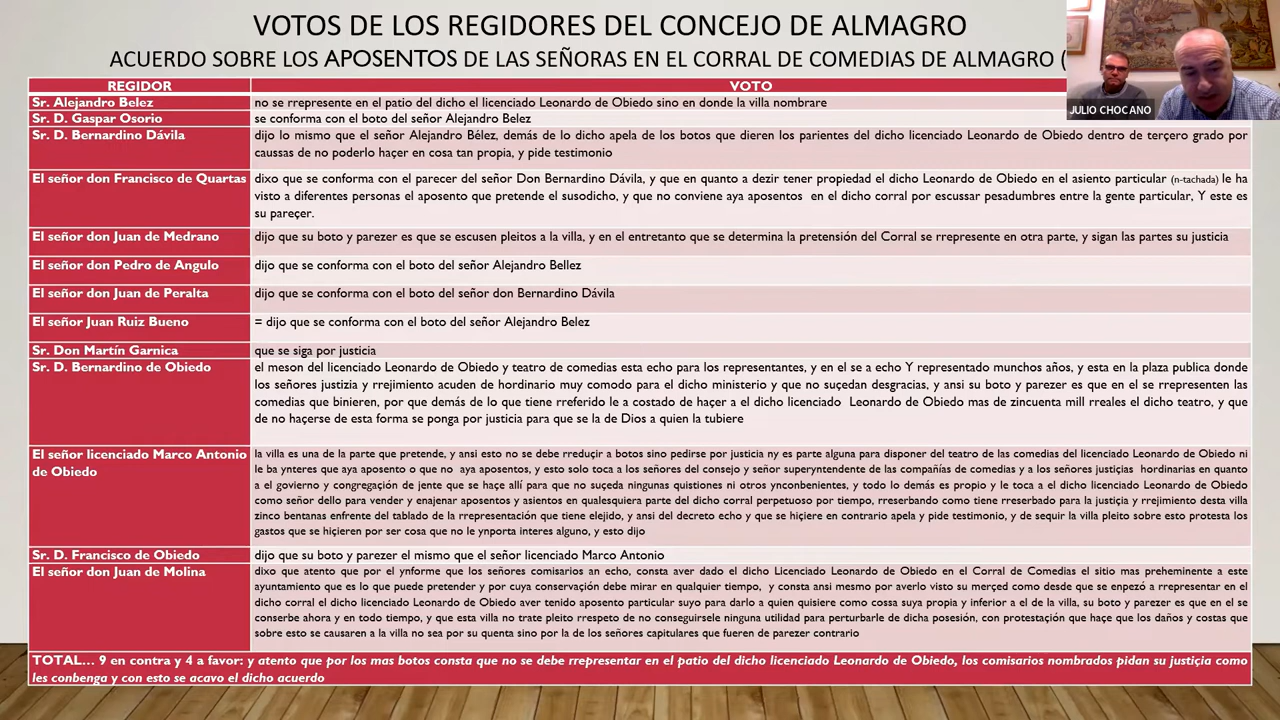 VOTOS DE LOS REGIDORES DEL CONCEJO DE ALMAGRO
ACUERDO SOBRE LOS APOSENTOS DE LAS SEÑORAS EN EL CORRAL DE COMEDIAS DE ALMAGRO (
JULIO CHOCANO
REGIDOR VOTO
Sr. Alejandro Belez no se rrepresente en el patio del dicho el licenciado Leonardo de Obiedo sino en donde la villa nombrare
Sr. D. Gaspar Osorio se conforma con el boto del señor Alejandro Belez
Sr. D. Bernardino Dávila dijo lo mismo que el señor Alejandro Bélez, demás de lo dicho apela de los botos que dieren los parientes del dicho licenciado Leonardo de Obiedo dentro de terçero grado por
caussas de no poderlo haçer en cosa tan propia, y pide testimonio
El señor don Francisco de Quartas dixo que se conforma con el parecer del señor Don Bernardino Dávila, y que en quanto a dezir tener propiedad el dicho Leonardo de Obiedo en el asiento particular (n-tachada) le ha
visto a diferentes personas el aposento que pretende el susodicho, y que no conviene aya aposentos en el dicho corral por escussar pesadumbres entre la gente particular, Y este es
su pareçer.
El señor don Juan de Medrano dijo que su boto y parezer es que se escusen pleitos a la villa, y en el entretanto que se determina la pretensión del Corral se rrepresente en otra parte, y sigan las partes su justicia
El señor don Pedro de Angulo dijo que se conforma con el boto del señor Alejandro Bellez
El señor don Juan de Peralta dijo que se conforma con el boto del señor don Bernardino Dávila
El señor Juan Ruiz Bueno = dijo que se conforma con el boto del señor Alejandro Belez
Sr. Don Martín Garnica que se siga por justicia
Sr. D. Bernardino de Obiedo el meson del licenciado Leonardo de Obiedo y teatro de comedias esta echo para los representantes, y en el se a echo Y representado munchos años, y esta en la plaza publica donde
los señores justizia y rrejimiento acuden de hordinario muy comodo para el dicho ministerio y que no suçedan desgracias, y ansi su boto y parezer es que en el se rrepresenten las
comedias que binieren, por que demás de lo que tiene rreferido le a costado de haçer a el dicho licenciado Leonardo de Obiedo mas de zincuenta mill rreales el dicho teatro, y que
de no haçerse de esta forma se ponga por justicia para que se la de Dios a quien la tubiere
El señor licenciado Marco Antonio
de Obiedo
la villa es una de la parte que pretende, y ansi esto no se debe rreduçir a botos sino pedirse por justiçia ny es parte alguna para disponer del teatro de las comedias del licenciado Leonardo de Obiedo ni
le ba ynteres que aya aposento o que no aya aposentos, y esto solo toca a los señores del consejo y señor superyntendente de las compañías de comedias y a los señores justiçias hordinarias en quanto
a el govierno y congregaçión de jente que se haçe allí para que no suçeda ningunas quistiones ni otros ynconbenientes, y todo lo demás es propio y le toca a el dicho licenciado Leonardo de Obiedo
como señor dello para vender y enajenar aposentos y asientos en qualesquiera parte del dicho corral perpetuoso por tiempo, rreserbando como tiene rreserbado para la justiçia y rrejimiento desta villa
zinco bentanas enfrente del tablado de la rrepresentación que tiene elejido, y ansi del decreto echo y que se hiçiere en contrario apela y pide testimonio, y de sequir la villa pleito sobre esto protesta los
gastos que se hiçieren por ser cosa que no le ynporta interes alguno, y esto dijo
Sr. D. Francisco de Obiedo dijo que su boto y parezer el mismo que el señor licenciado Marco Antonio
El señor don Juan de Molina dixo que atento que por el ynforme que los señores comisarios an echo, consta aver dado el dicho Licenciado Leonardo de Obiedo en el Corral de Comedias el sitio mas preheminente a este
ayuntamiento que es lo que puede pretender y por cuya conservación debe mirar en qualquier tiempo, y consta ansi mesmo por averlo visto su merçed como desde que se enpezó a rrepresentar en el
dicho corral el dicho licenciado Leonardo de Obiedo aver tenido aposento particular suyo para darlo a quien quisiere como cossa suya propia y inferior a el de la villa, su boto y parezer es que en el se
conserbe ahora y en todo tiempo, y que esta villa no trate pleito rrespeto de no conseguirsele ninguna utilidad para perturbarle de dicha posesión, con protestación que haçe que los daños y costas que
sobre esto se causaren a la villa no sea por su quenta sino por la de los señores capitulares que fueren de parezer contrario
TOTAL... 9 en contra y 4 a favor: y atento que por los mas botos consta que no se debe rrepresentar en el patio del dicho licenciado Leonardo de Obiedo, los comisarios nombrados pidan su justiçia como
les conbenga y con esto se acavo el dicho acuerdo